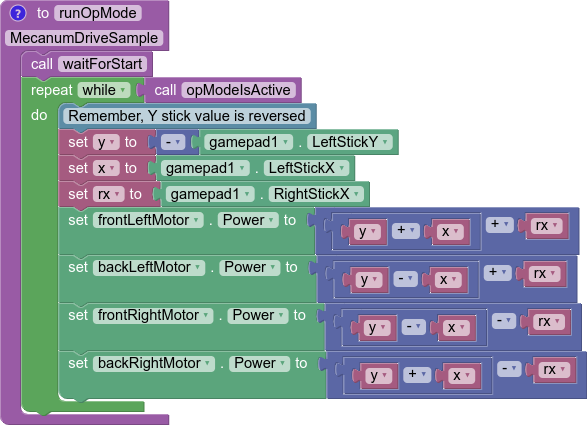 ? to runOpMode
MecanumDriveSample
call waitForStart
repeat while call opModeIsActive
do Remember, Y stick value is reversed
set y to - gamepad1 . LeftStickY
set x to gamepad1 . LeftStickX
set rx to gamepad1 . RightStickX
set frontLeftMotor . Power to y + x + rx
set backLeftMotor . Power to y - x + rx
set frontRightMotor . Power to y - x - rx
set backRightMotor . Power to y + x - rx